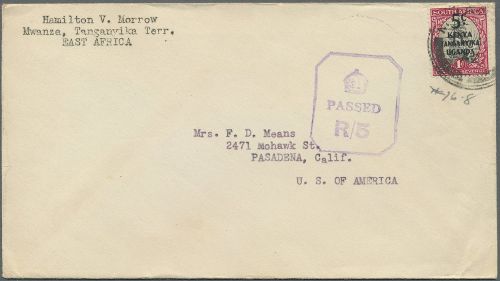 Hamilton V. Morrow
Mwanza, Tanganyika Terr.
EAST AFRICA
SOUTH AFRICA
5c
KENYA
TANGANYIKA
UGANDA
PASSED
R/3
Mrs. F. D. Means
2471 Mohawk St.
PASADENA, Calif.
U. S. OF AMERICA